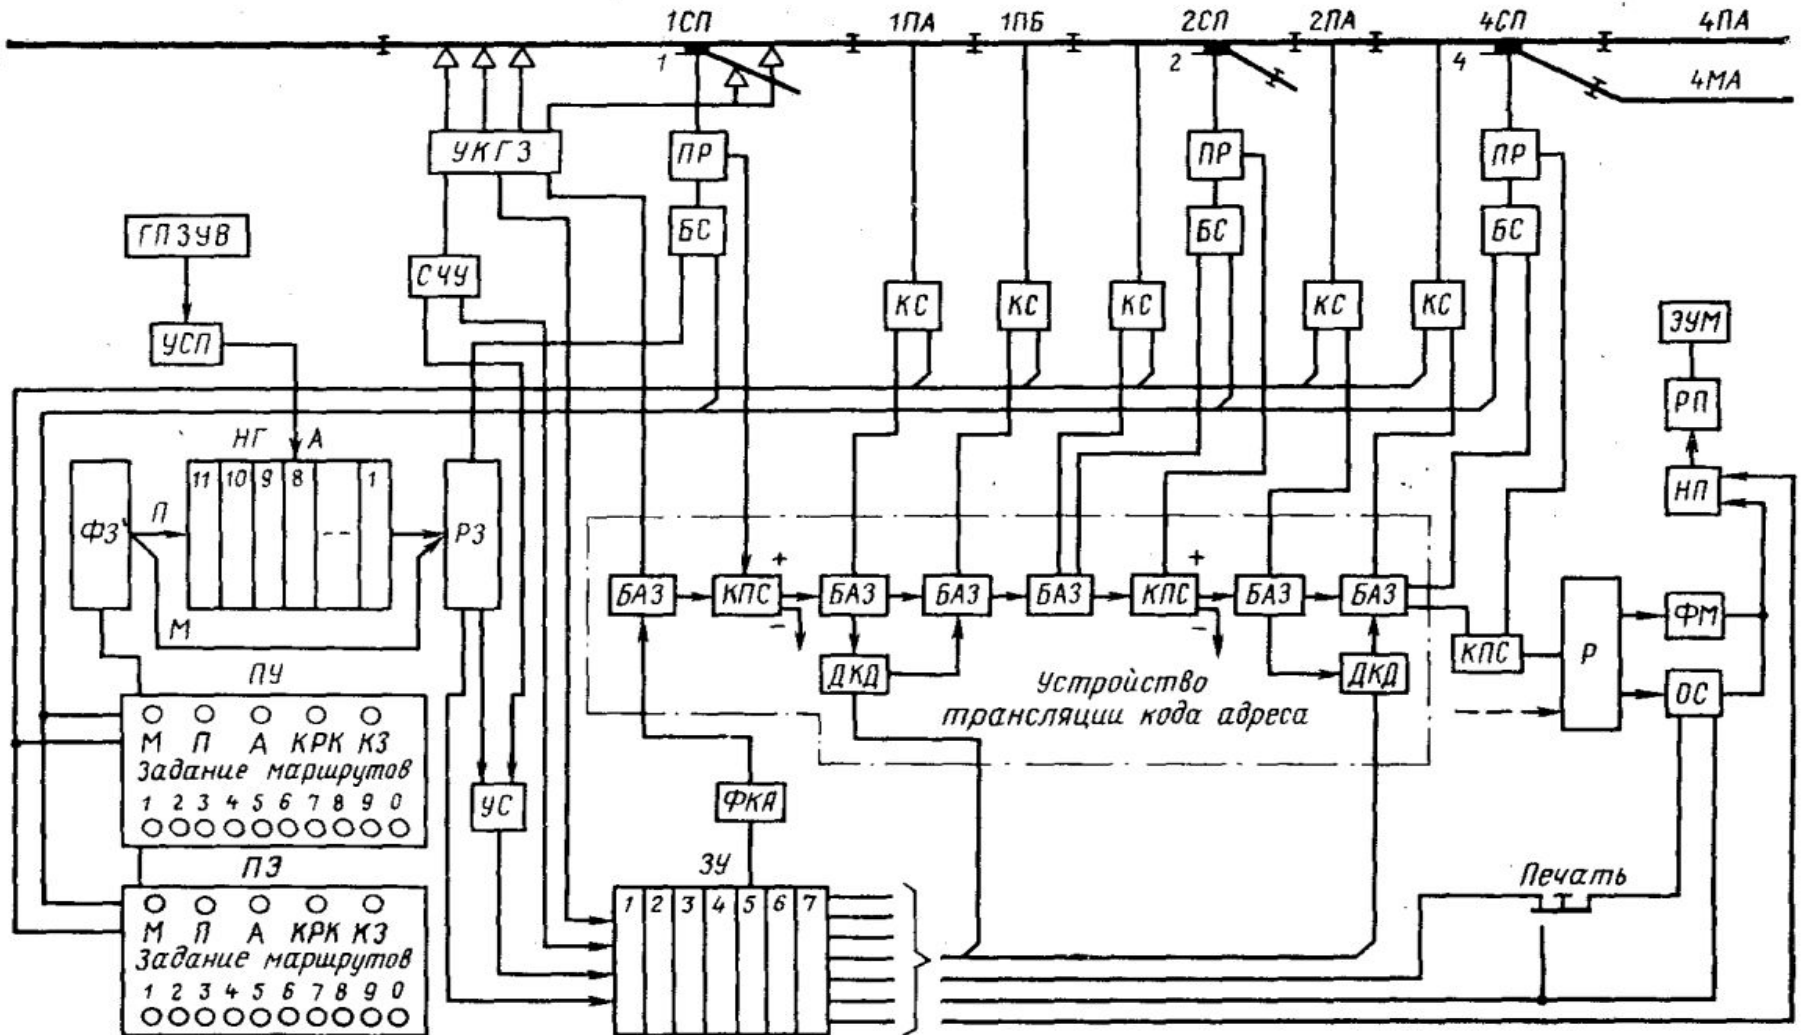 1СП 1ПА 1ПБ 2СП 2ПА 4СП 4ПА
1 2 4 4МА
УКГЗ ПР ПР ПР
ГПЗУВ БС БС БС
СЧУ КС КС КС КС КС
УСП ЗУМ
РП
НГ А
11 10 9 8 -- 1
ФЗ П РЗ НП
М
БАЗ КПС + - БАЗ БАЗ БАЗ КПС + - БАЗ БАЗ
ФМ
КПС Р
ДКД ДКД ОС
Устройство
трансляции кода адреса
ПУ
М П А КРК КЗ
Задание маршрутов
1 2 3 4 5 6 7 8 9 0
УС ФКА
ПЭ ЗУ Печать
М П А КРК КЗ
Задание маршрутов
1 2 3 4 5 6 7 8 9 0
1 2 3 4 5 6 7